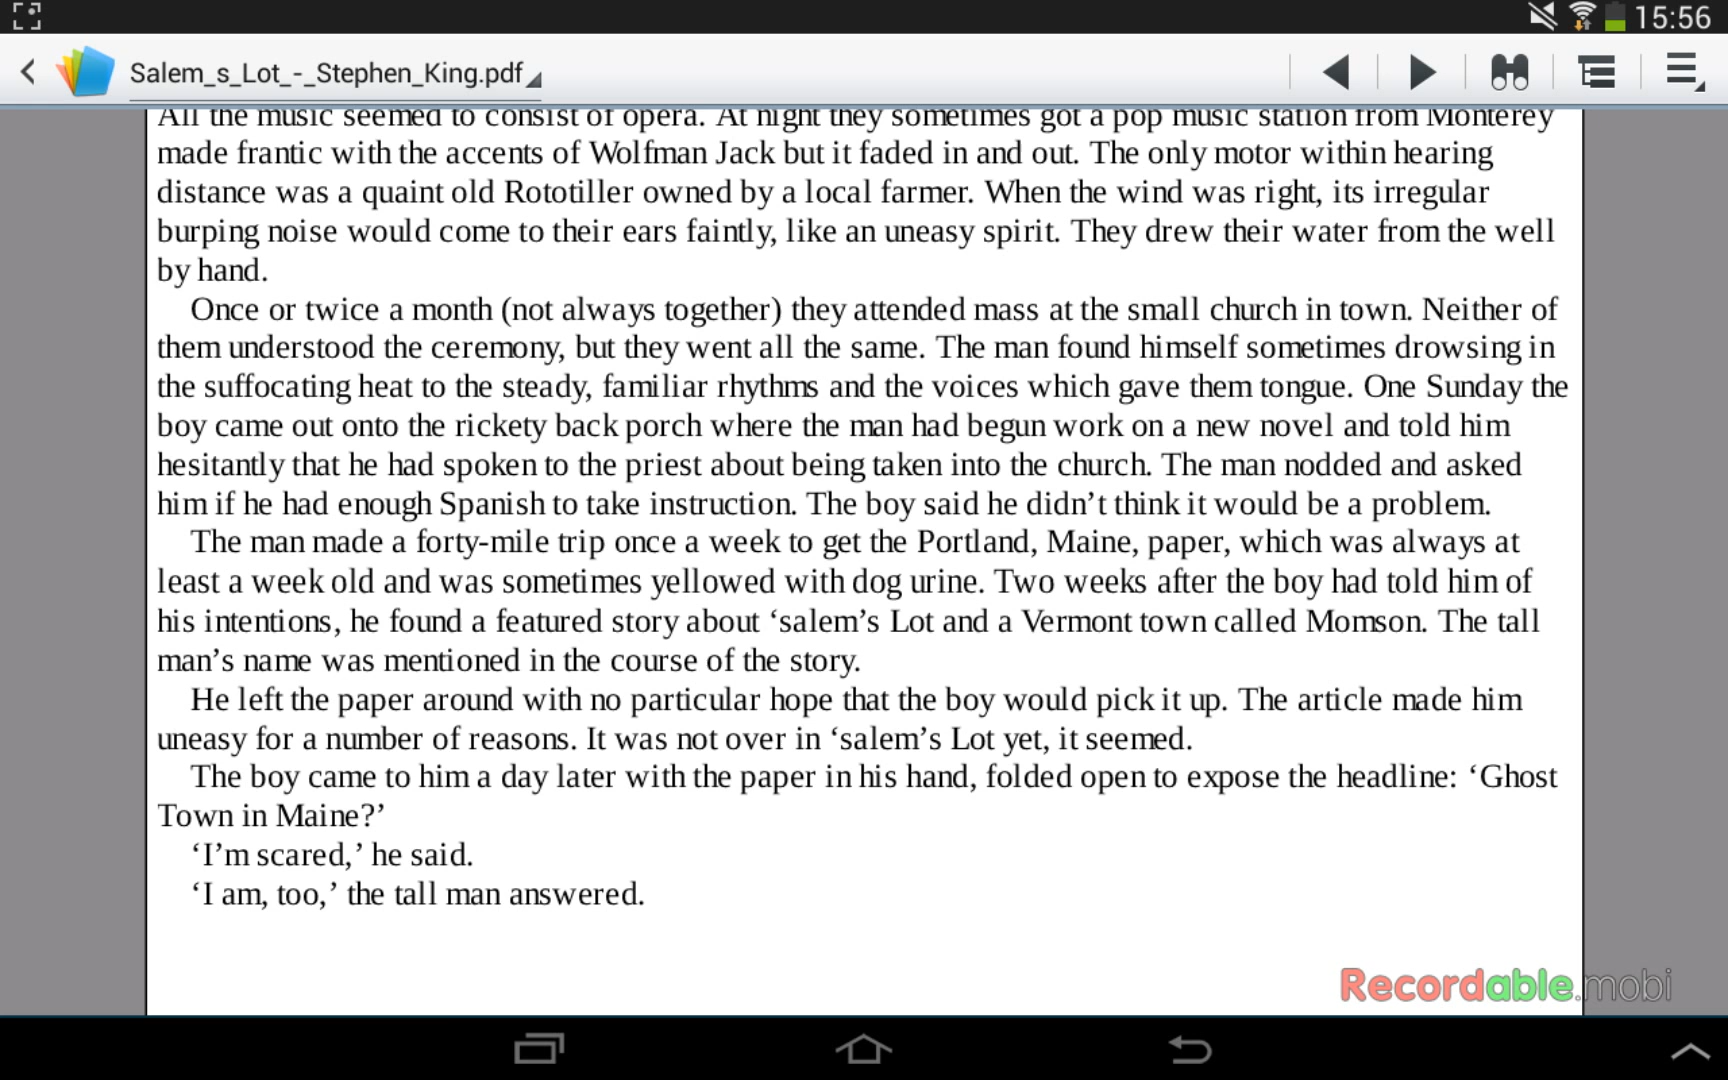 15:56
Salem_s_Lot_-_Stephen_King.pdf
All the music seemed to consist of opera. At night they sometimes got a pop music station from Monterey
made frantic with the accents of Wolfman Jack but it faded in and out. The only motor within hearing
distance was a quaint old Rototiller owned by a local farmer. When the wind was right, its irregular
burping noise would come to their ears faintly, like an uneasy spirit. They drew their water from the well
by hand.
Once or twice a month (not always together) they attended mass at the small church in town. Neither of
them understood the ceremony, but they went all the same. The man found himself sometimes drowsing in
the suffocating heat to the steady, familiar rhythms and the voices which gave them tongue. One Sunday the
boy came out onto the rickety back porch where the man had begun work on a new novel and told him
hesitantly that he had spoken to the priest about being taken into the church. The man nodded and asked
him if he had enough Spanish to take instruction. The boy said he didn’t think it would be a problem.
The man made a forty-mile trip once a week to get the Portland, Maine, paper, which was always at
least a week old and was sometimes yellowed with dog urine. Two weeks after the boy had told him of
his intentions, he found a featured story about ‘salem’s Lot and a Vermont town called Momson. The tall
man’s name was mentioned in the course of the story.
He left the paper around with no particular hope that the boy would pick it up. The article made him
uneasy for a number of reasons. It was not over in ‘salem’s Lot yet, it seemed.
The boy came to him a day later with the paper in his hand, folded open to expose the headline: ‘Ghost
Town in Maine?’
‘I’m scared,’ he said.
‘I am, too,’ the tall man answered.
Recordable.mobi